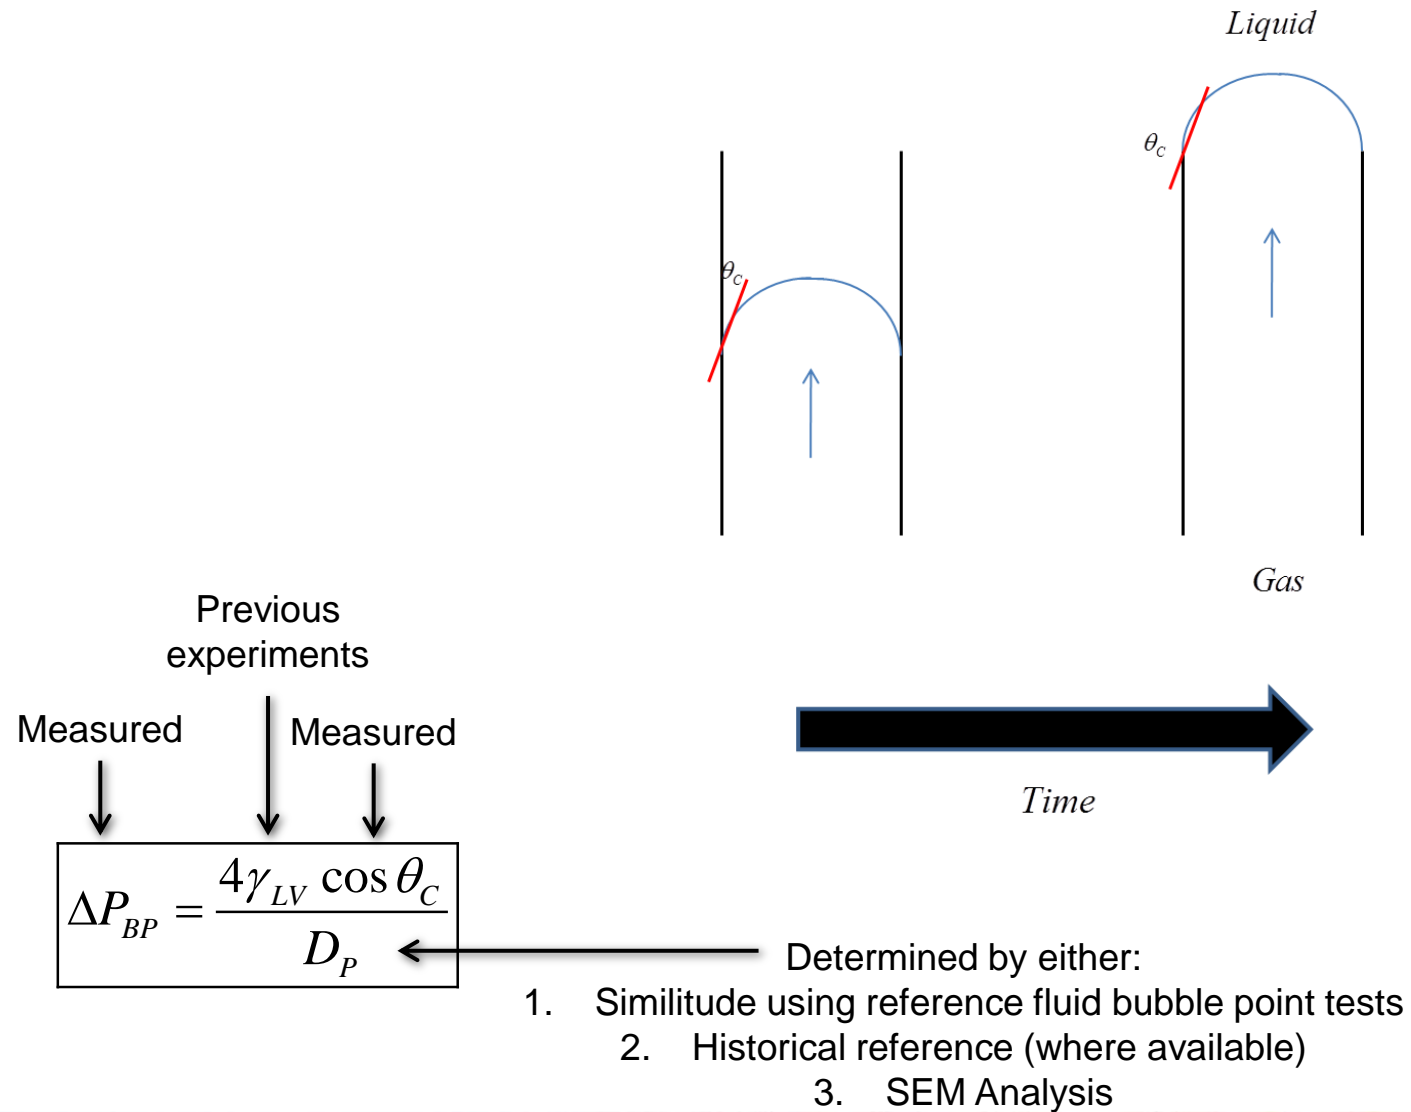 Liquid
θC
θC
Gas
Time
Previous
experiments
Measured
Measured
ΔP_BP = 4γ_LV cos θ_C / D_P
Determined by either:
1. Similitude using reference fluid bubble point tests
2. Historical reference (where available)
3. SEM Analysis